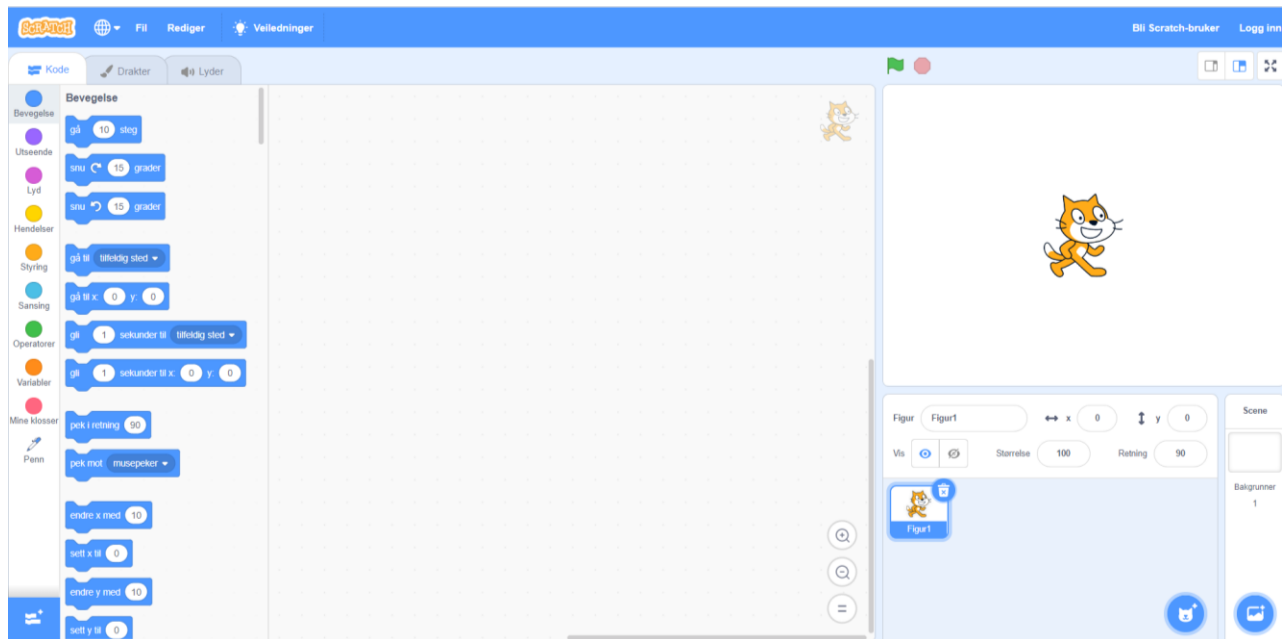 SCRATCH Fil Rediger Veiledninger Bli Scratch-bruker Logg inn
Kode Drakter Lyder
Bevegelse
Utseende
Lyd
Hendelser
Styring
Sansing
Operatorer
Variabler
Mine klosser
Penn
Bevegelse
gå 10 steg
snu 15 grader
snu 15 grader
gå til tilfeldig sted
gå til x: 0 y: 0
gli 1 sekunder til tilfeldig sted
gli 1 sekunder til x: 0 y: 0
pek i retning 90
pek mot musepeker
endre x med 10
sett x til 0
endre y med 10
sett y til 0
Figur Figur1 x 0 y 0
Vis Størrelse 100 Retning 90
Figur1
Scene
Bakgrunner
1